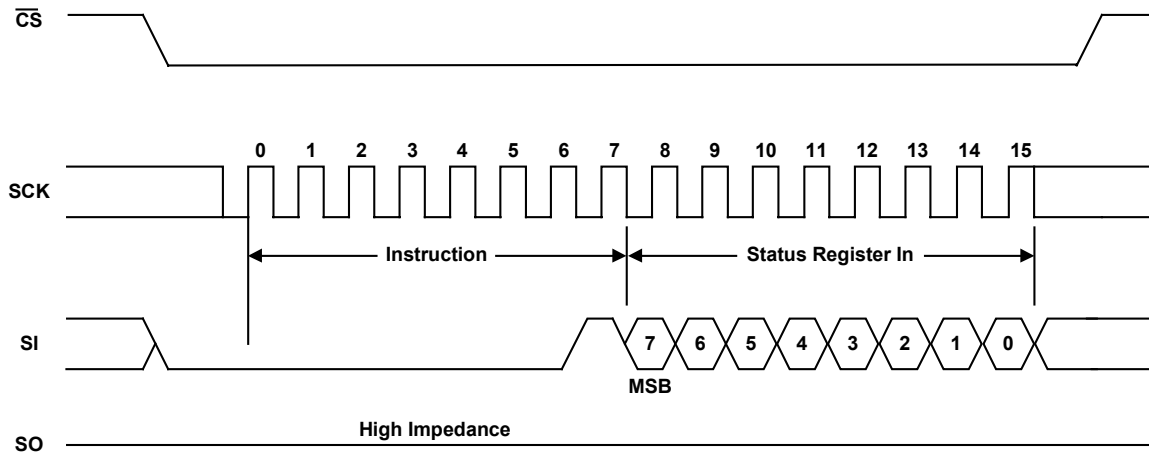 CS
0 1 2 3 4 5 6 7 8 9 10 11 12 13 14 15
SCK
Instruction Status Register In
SI 7 6 5 4 3 2 1 0
MSB
High Impedance
SO